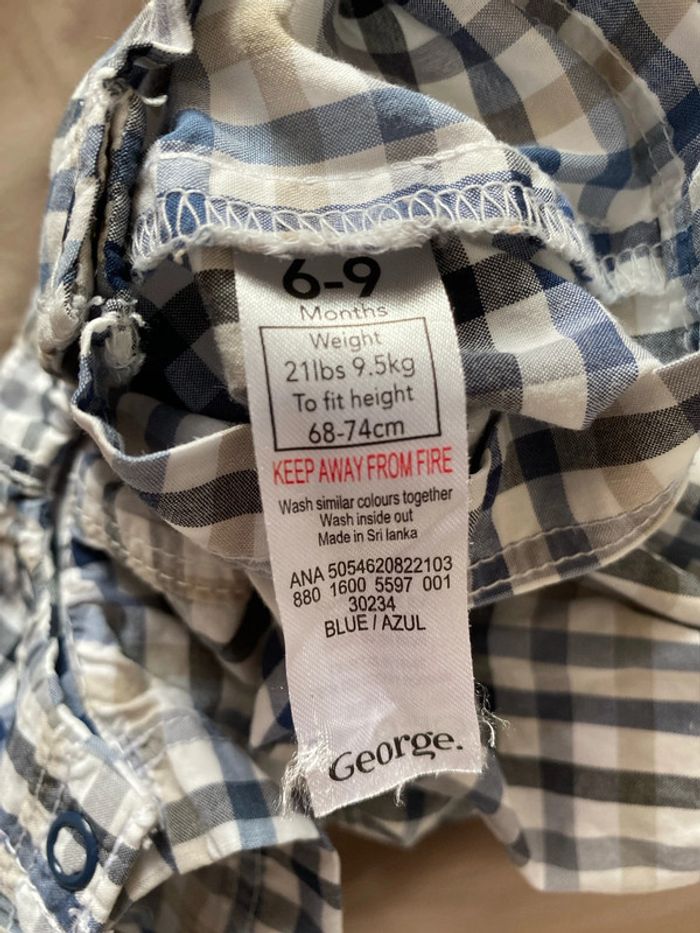 6-9
Months
Weight
21lbs 9.5kg
To fit height
68-74cm
KEEP AWAY FROM FIRE
Wash similar colours together
Wash inside out
Made in Sri lanka
ANA 5054620822103
880 1600 5597 001
30234
BLUE / AZUL
George.